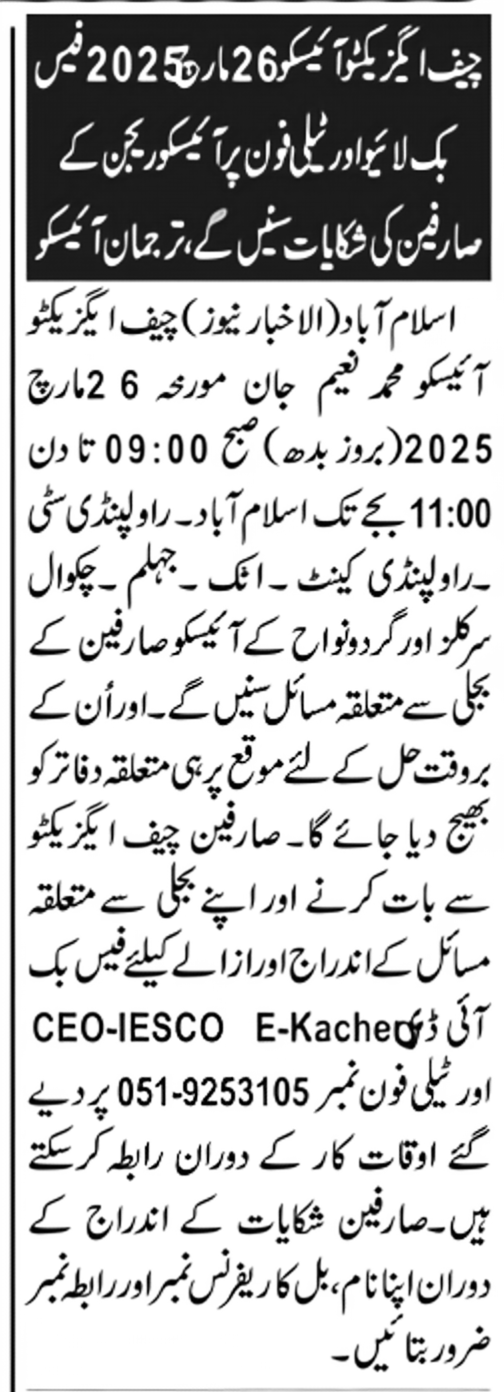 چیف ایگزیکٹو آئیسکو 26 مارچ 2025 فیس
بک لائیو اور ٹیلی فون پر آئیسکو ریجن کے
صارفین کی شکایات سنیں گے، ترجمان آئیسکو
اسلام آباد (الاخبار نیوز) چیف ایگزیکٹو
آئیسکو محمد نعیم جان مورخہ 26 مارچ
2025 (بروز بدھ) صبح 09:00 تا دن
11:00 بجے تک اسلام آباد۔ راولپنڈی سٹی
۔راولپنڈی کینٹ ۔ اٹک ۔ جہلم ۔ چکوال
سرکلز اور گردونواح کے آئیسکو صارفین کے
بجلی سے متعلقہ مسائل سنیں گے۔ اور اُن کے
بروقت حل کے لئے موقع پر ہی متعلقہ دفاتر کو
بھیج دیا جائے گا۔ صارفین چیف ایگزیکٹو
سے بات کرنے اور اپنے بجلی سے متعلقہ
مسائل کے اندراج اور ازالے کیلئے فیس بک
آئی ڈی CEO-IESCO E-Kachery
اور ٹیلی فون نمبر 051-9253105 پر دیے
گئے اوقات کار کے دوران رابطہ کر سکتے
ہیں۔ صارفین شکایات کے اندراج کے
دوران اپنا نام، بل کا ریفرنس نمبر اور رابطہ نمبر
ضرور بتائیں۔